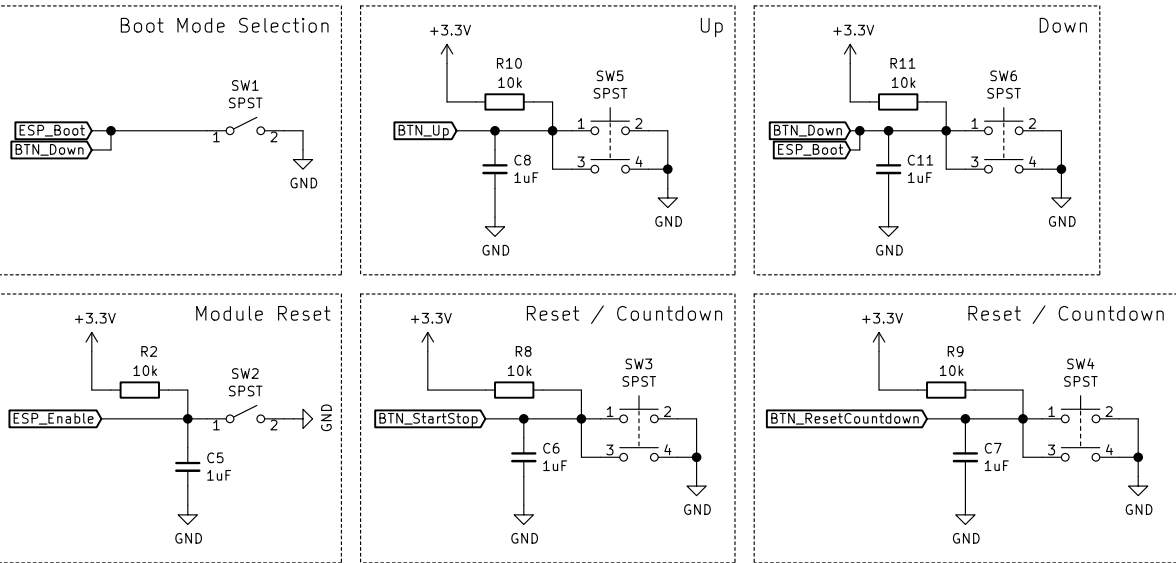 Boot Mode Selection
SW1
SPST
ESP_Boot
BTN_Down
1
2
GND
Up
+3.3V
R10
10k
SW5
SPST
BTN_Up
1
2
3
4
C8
1uF
GND
GND
Down
+3.3V
R11
10k
SW6
SPST
BTN_Down
ESP_Boot
1
2
3
4
C11
1uF
GND
GND
Module Reset
+3.3V
R2
10k
SW2
SPST
ESP_Enable
1
2
GND
C5
1uF
GND
Reset / Countdown
+3.3V
R8
10k
SW3
SPST
BTN_StartStop
1
2
3
4
C6
1uF
GND
GND
Reset / Countdown
+3.3V
R9
10k
SW4
SPST
BTN_ResetCountdown
1
2
3
4
C7
1uF
GND
GND